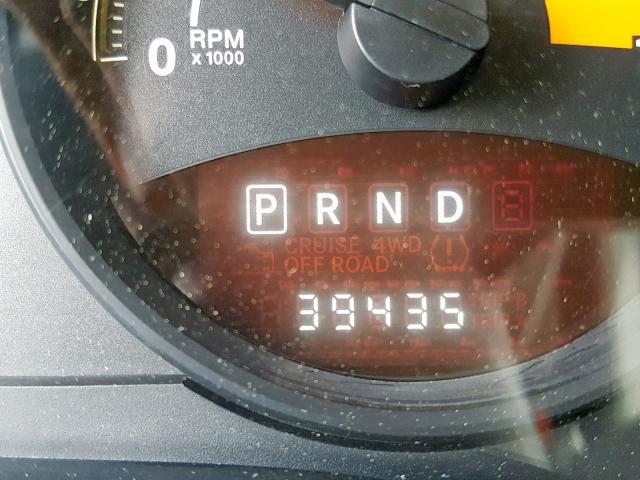 0
RPM
x 1000
P R N D
CRUISE 4WD
OFF ROAD
39435